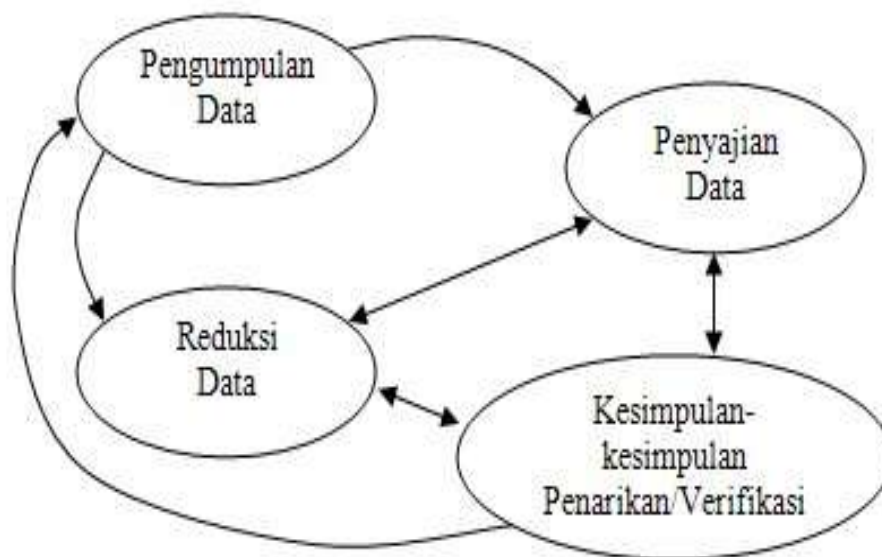 Pengumpulan
Data
Penyajian
Data
Reduksi
Data
Kesimpulan-
kesimpulan
Penarikan/Verifikasi